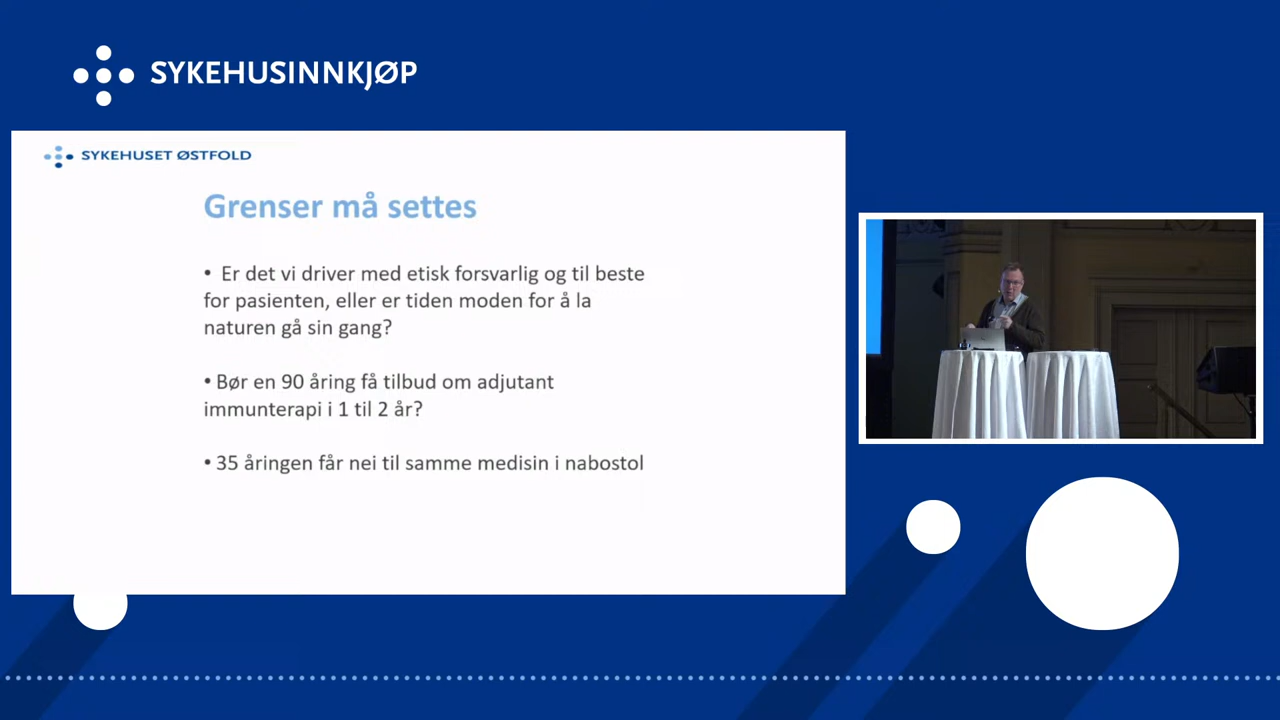 SYKEHUSINNKJØP
SYKEHUSET ØSTFOLD
Grenser må settes
• Er det vi driver med etisk forsvarlig og til beste
for pasienten, eller er tiden moden for å la
naturen gå sin gang?
• Bør en 90 åring få tilbud om adjutant
immunterapi i 1 til 2 år?
• 35 åringen får nei til samme medisin i nabostol